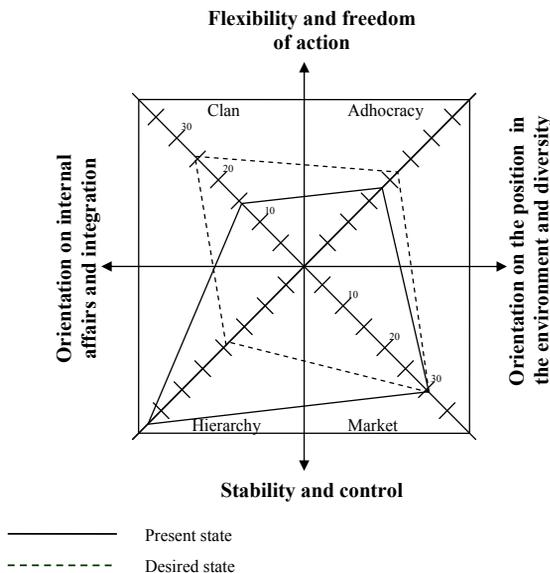 Flexibility and freedom
of action
Clan
Adhocracy
30
20
10
Orientation on internal
affairs and integration
Orientation on the position in
the environment and diversity
10
20
30
Hierarchy
Market
Stability and control
Present state
Desired state